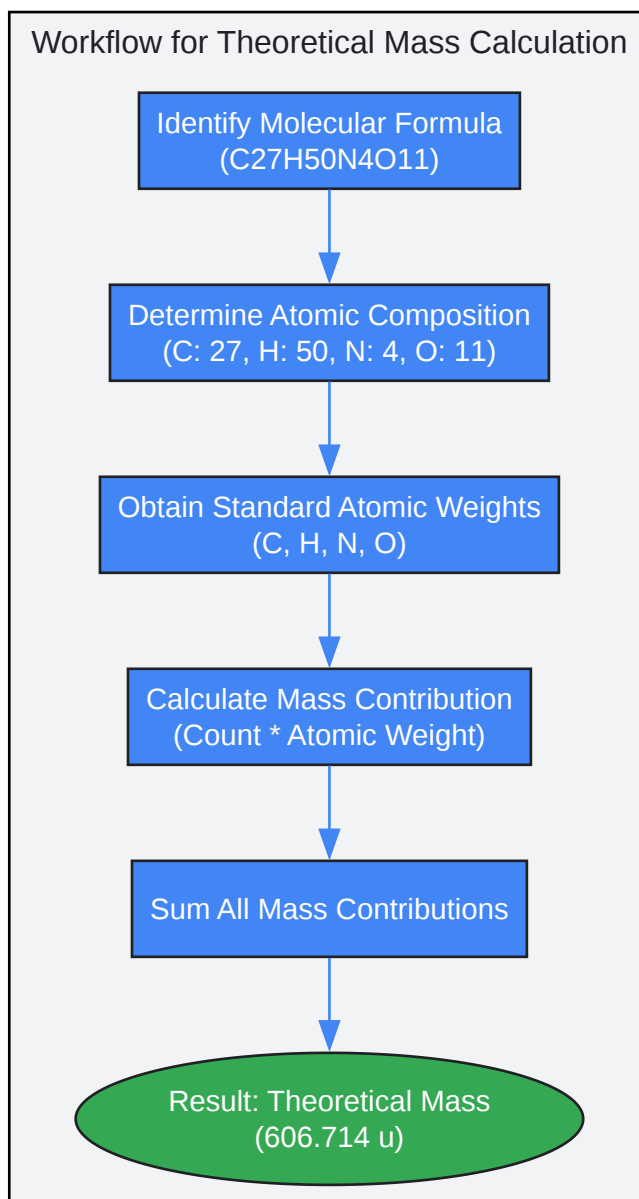 Workflow for Theoretical Mass Calculation
Identify Molecular Formula
(C27H50N4O11)
Determine Atomic Composition
(C: 27, H: 50, N: 4, O: 11)
Obtain Standard Atomic Weights
(C, H, N, O)
Calculate Mass Contribution
(Count * Atomic Weight)
Sum All Mass Contributions
Result: Theoretical Mass
(606.714 u)